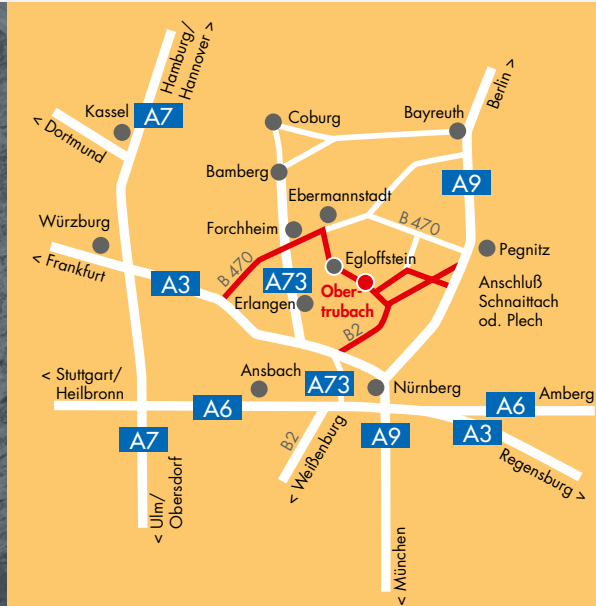 Hamburg/
Hannover >
Kassel
A7
< Dortmund
Coburg
Bayreuth
Berlin >
Bamberg
A9
Ebermannstadt
Würzburg
Forchheim
B 470
Pegnitz
< Frankfurt
B 470
Egloffstein
A3
A73
Ober-
trubach
Anschluß
Schnaittach
od. Plech
Erlangen
B2
< Stuttgart/
Heilbronn
Ansbach
A73
Nürnberg
Amberg
A6
A6
A7
B2
A9
A3
< Weißenburg
Regensburg >
< Ulm/
Obersdorf
< München